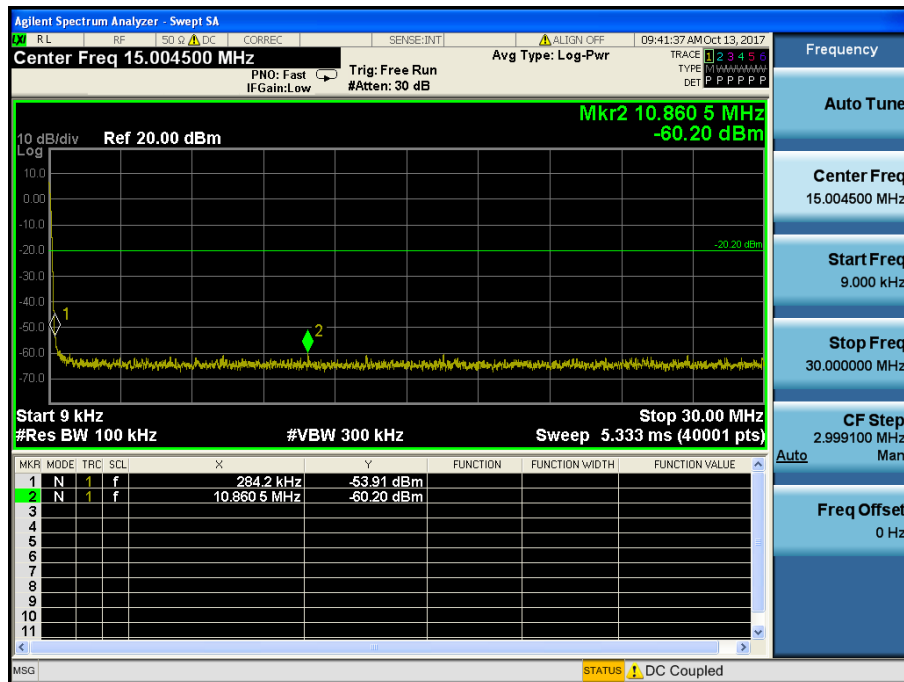 Agilent Spectrum Analyzer - Swept SA
LXI RL RF 50 Ω DC CORREC SENSE:INT ALIGN OFF 09:41:37 AM Oct 13, 2017
Center Freq 15.004500 MHz
PNO: Fast
IFGain:Low
Trig: Free Run
#Atten: 30 dB
Avg Type: Log-Pwr
TRACE 1 2 3 4 5 6
TYPE M W W W W W
DET P P P P P P
Mkr2 10.860 5 MHz
-60.20 dBm
10 dB/div Ref 20.00 dBm
Log
10.0
0.00
-10.0
-20.0
-20.20 dBm
-30.0
-40.0
-50.0
-60.0
-70.0
1
2
Start 9 kHz Stop 30.00 MHz
#Res BW 100 kHz #VBW 300 kHz Sweep 5.333 ms (40001 pts)
MKR MODE TRC SCL X Y FUNCTION FUNCTION WIDTH FUNCTION VALUE
1 N 1 f 284.2 kHz -53.91 dBm
2 N 1 f 10.860 5 MHz -60.20 dBm
3
4
5
6
7
8
9
10
11
MSG STATUS DC Coupled
Frequency
Auto Tune
Center Freq
15.004500 MHz
Start Freq
9.000 kHz
Stop Freq
30.000000 MHz
CF Step
2.999100 MHz
Auto Man
Freq Offset
0 Hz